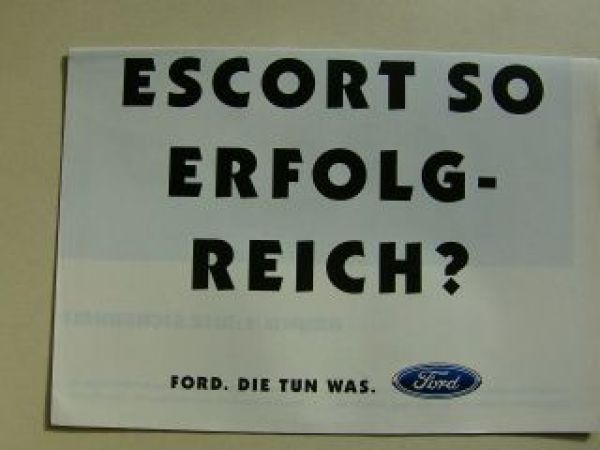 ESCORT SO
ERFOLG-
REICH?
FORD. DIE TUN WAS. Ford